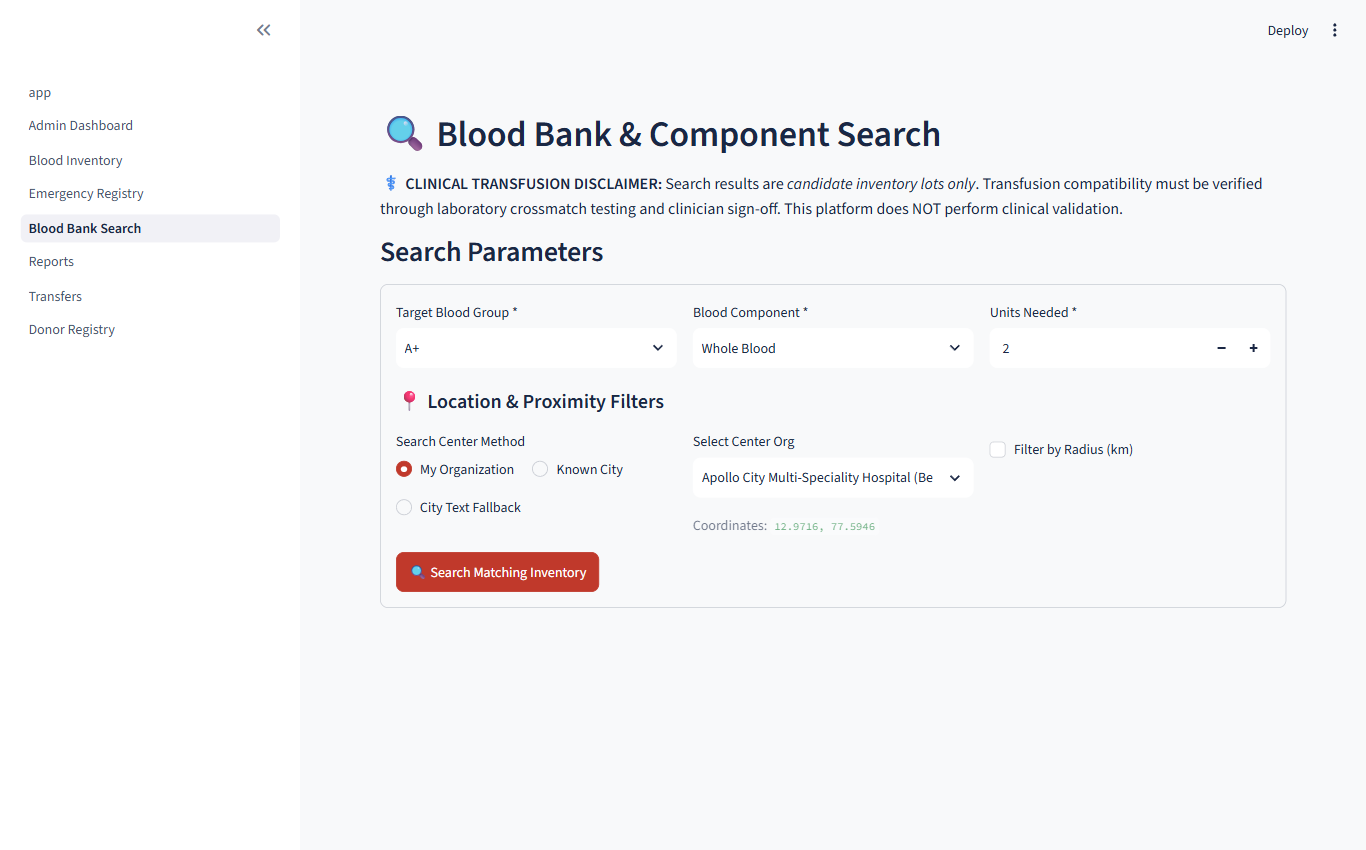 Deploy
app
Admin Dashboard
Blood Inventory
Emergency Registry
Blood Bank Search
Reports
Transfers
Donor Registry
Blood Bank & Component Search
CLINICAL TRANSFUSION DISCLAIMER: Search results are candidate inventory lots only. Transfusion compatibility must be verified
through laboratory crossmatch testing and clinician sign-off. This platform does NOT perform clinical validation.
Search Parameters
Target Blood Group *
Blood Component *
Units Needed *
A+
Whole Blood
2
Location & Proximity Filters
Search Center Method
My Organization
Known City
City Text Fallback
Select Center Org
Apollo City Multi-Speciality Hospital (Be
Coordinates: 12.9716, 77.5946
Filter by Radius (km)
Search Matching Inventory